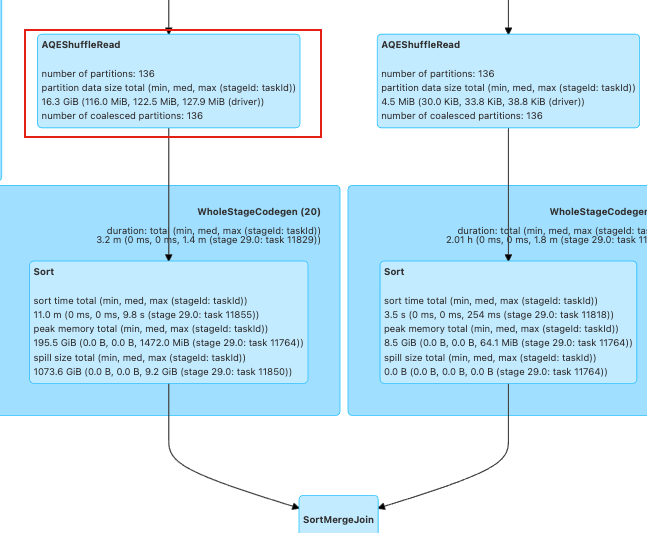 AQEShuffleRead
number of partitions: 136
partition data size total (min, med, max (stageId: taskId))
16.3 GiB (116.0 MiB, 122.5 MiB, 127.9 MiB (driver))
number of coalesced partitions: 136
AQEShuffleRead
number of partitions: 136
partition data size total (min, med, max (stageId: taskId))
4.5 MiB (30.0 KiB, 33.8 KiB, 38.8 KiB (driver))
number of coalesced partitions: 136
WholeStageCodegen (20)
duration: total (min, med, max (stageId: taskId))
3.2 m (0 ms, 0 ms, 1.4 m (stage 29.0: task 11829))
Sort
sort time total (min, med, max (stageId: taskId))
11.0 m (0 ms, 0 ms, 9.8 s (stage 29.0: task 11855))
peak memory total (min, med, max (stageId: taskId))
195.5 GiB (0.0 B, 0.0 B, 1472.0 MiB (stage 29.0: task 11764))
spill size total (min, med, max (stageId: taskId))
1073.6 GiB (0.0 B, 0.0 B, 9.2 GiB (stage 29.0: task 11850))
WholeStageCodegen
duration: total (min, med, max (stageId: tas
2.01 h (0 ms, 0 ms, 1.8 m (stage 29.0: task 11
Sort
sort time total (min, med, max (stageId: taskId))
3.5 s (0 ms, 0 ms, 254 ms (stage 29.0: task 11818))
peak memory total (min, med, max (stageId: taskId))
8.5 GiB (0.0 B, 0.0 B, 64.1 MiB (stage 29.0: task 11764))
spill size total (min, med, max (stageId: taskId))
0.0 B (0.0 B, 0.0 B, 0.0 B (stage 29.0: task 11764))
SortMergeJoin